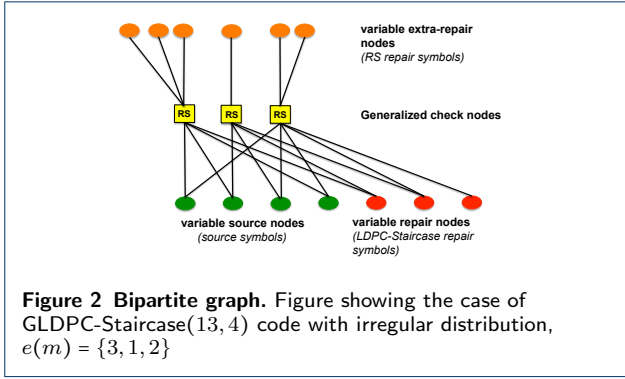 variable extra-repair
nodes
(RS repair symbols)
RS RS RS
Generalized check nodes
variable source nodes
(source symbols)
variable repair nodes
(LDPC-Staircase repair
symbols)
Figure 2 Bipartite graph. Figure showing the case of
GLDPC-Staircase(13, 4) code with irregular distribution,
e(m) = {3, 1, 2}